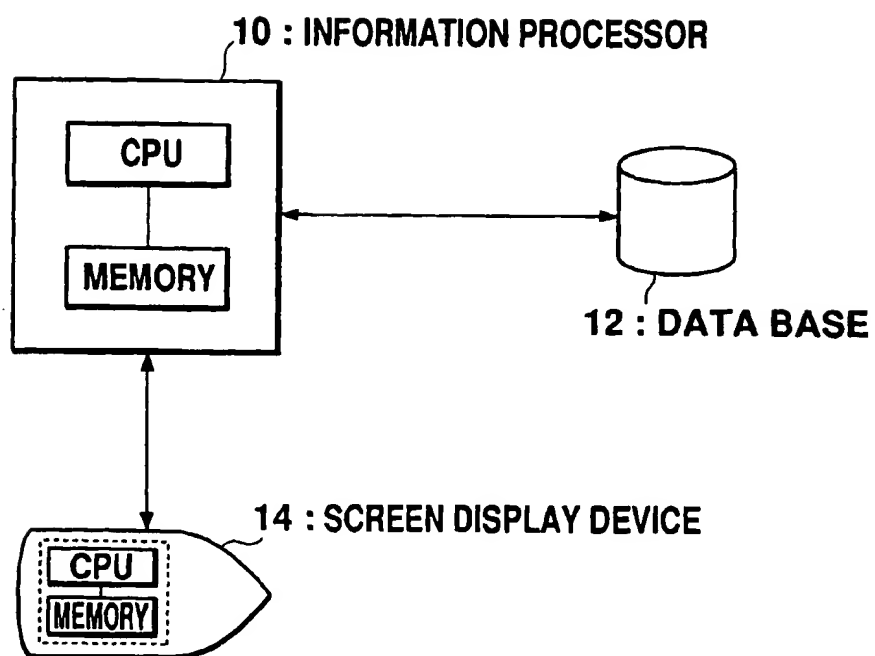 10 : INFORMATION PROCESSOR
CPU
MEMORY
12 : DATA BASE
14 : SCREEN DISPLAY DEVICE
CPU
MEMORY